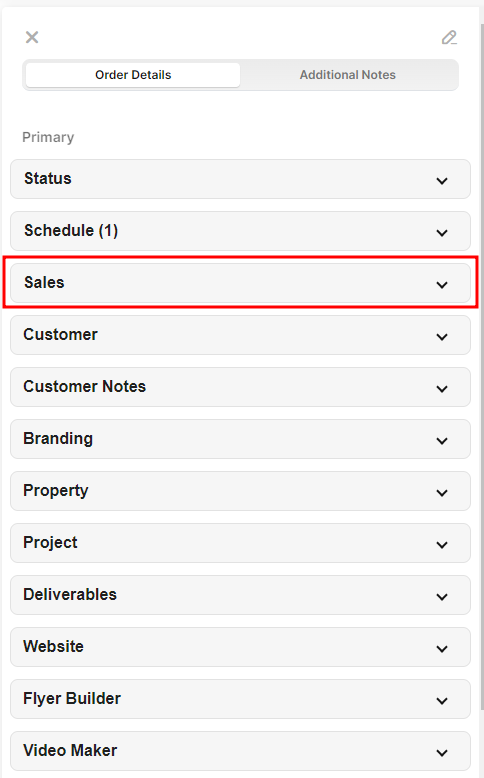 Order Details Additional Notes
Primary
Status
Schedule (1)
Sales
Customer
Customer Notes
Branding
Property
Project
Deliverables
Website
Flyer Builder
Video Maker